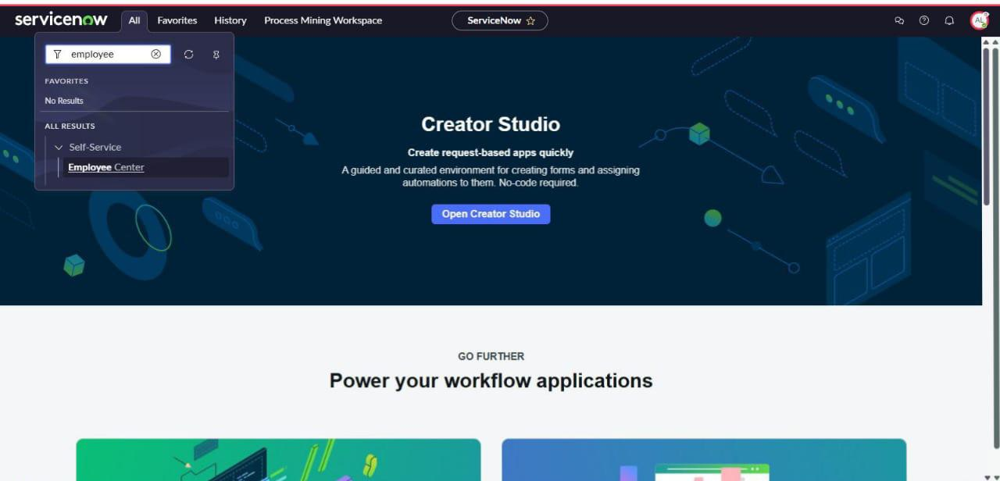 servicenow
All
Favorites
History
Process Mining Workspace
ServiceNow
AL
employee
FAVORITES
No Results
ALL RESULTS
Self-Service
Employee Center
Creator Studio
Create request-based apps quickly
A guided and curated environment for creating forms and assigning
automations to them. No-code required.
Open Creator Studio
GO FURTHER
Power your workflow applications